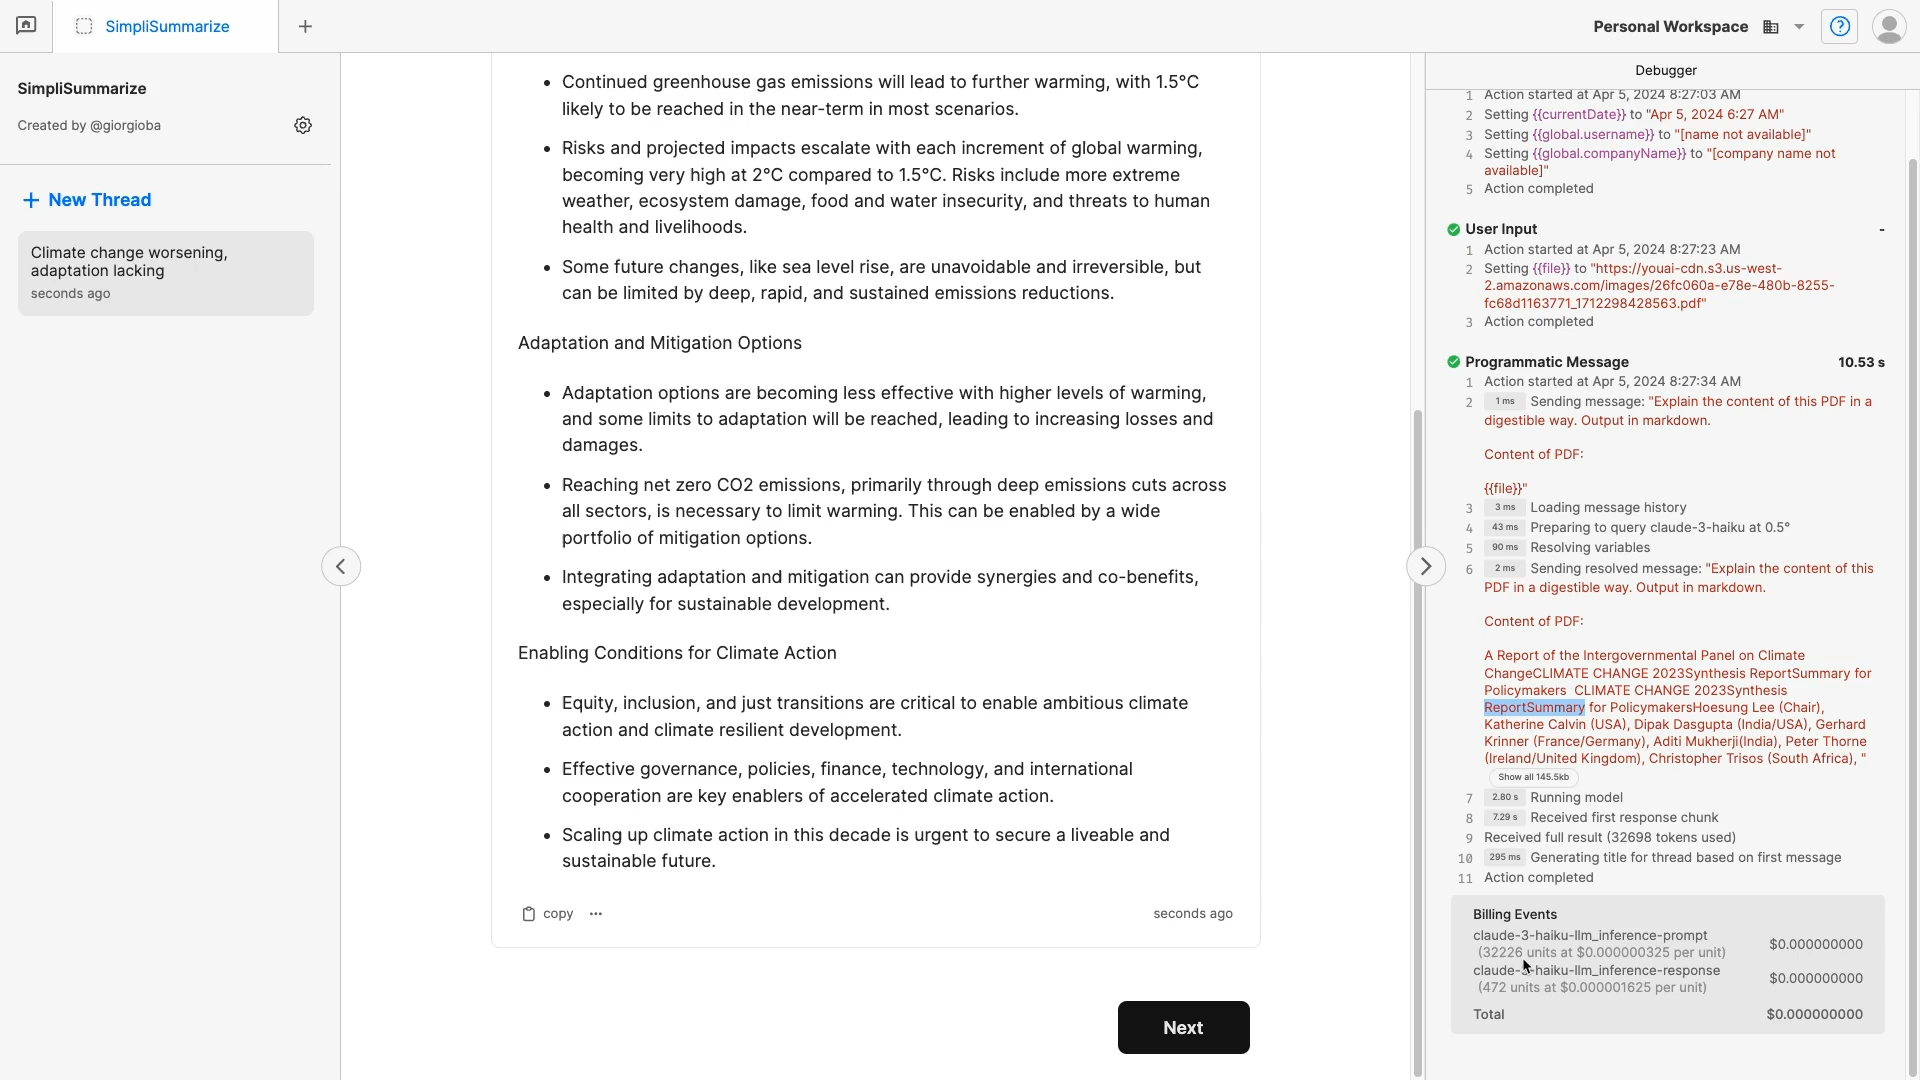 SimpliSummarize
Personal Workspace
SimpliSummarize
Created by @giorgioba
New Thread
Climate change worsening,
adaptation lacking
seconds ago
Continued greenhouse gas emissions will lead to further warming, with 1.5°C
likely to be reached in the near-term in most scenarios.
Risks and projected impacts escalate with each increment of global warming,
becoming very high at 2°C compared to 1.5°C. Risks include more extreme
weather, ecosystem damage, food and water insecurity, and threats to human
health and livelihoods.
Some future changes, like sea level rise, are unavoidable and irreversible, but
can be limited by deep, rapid, and sustained emissions reductions.
Adaptation and Mitigation Options
Adaptation options are becoming less effective with higher levels of warming,
and some limits to adaptation will be reached, leading to increasing losses and
damages.
Reaching net zero CO2 emissions, primarily through deep emissions cuts across
all sectors, is necessary to limit warming. This can be enabled by a wide
portfolio of mitigation options.
Integrating adaptation and mitigation can provide synergies and co-benefits,
especially for sustainable development.
Enabling Conditions for Climate Action
Equity, inclusion, and just transitions are critical to enable ambitious climate
action and climate resilient development.
Effective governance, policies, finance, technology, and international
cooperation are key enablers of accelerated climate action.
Scaling up climate action in this decade is urgent to secure a liveable and
sustainable future.
copy
seconds ago
Next
Debugger
1 Action started at Apr 5, 2024 8:27:03 AM
2 Setting {{currentDate}} to "Apr 5, 2024 6:27 AM"
3 Setting {{global.username}} to "[name not available]"
4 Setting {{global.companyName}} to "[company name not
available]"
5 Action completed
User Input -
1 Action started at Apr 5, 2024 8:27:23 AM
2 Setting {{file}} to "https://youai-cdn.s3.us-west-
2.amazonaws.com/images/26fc060a-e78e-480b-8255-
fc68d1163771_1712298428563.pdf"
3 Action completed
Programmatic Message 10.53 s
1 Action started at Apr 5, 2024 8:27:34 AM
2 1 ms Sending message: "Explain the content of this PDF in a
digestible way. Output in markdown.
Content of PDF:
{{file}}"
3 3 ms Loading message history
4 43 ms Preparing to query claude-3-haiku at 0.5°
5 90 ms Resolving variables
6 2 ms Sending resolved message: "Explain the content of this
PDF in a digestible way. Output in markdown.
Content of PDF:
A Report of the Intergovernmental Panel on Climate
ChangeCLIMATE CHANGE 2023Synthesis ReportSummary for
Policymakers CLIMATE CHANGE 2023Synthesis
ReportSummary for PolicymakersHoesung Lee (Chair),
Katherine Calvin (USA), Dipak Dasgupta (India/USA), Gerhard
Krinner (France/Germany), Aditi Mukherji(India), Peter Thorne
(Ireland/United Kingdom), Christopher Trisos (South Africa), "
Show all 145.5kb
7 2.80 s Running model
8 7.29 s Received first response chunk
9 Received full result (32698 tokens used)
10 295 ms Generating title for thread based on first message
11 Action completed
Billing Events
claude-3-haiku-llm_inference-prompt
(32226 units at $0.000000325 per unit) $0.000000000
claude-3-haiku-llm_inference-response
(472 units at $0.000001625 per unit) $0.000000000
Total $0.000000000